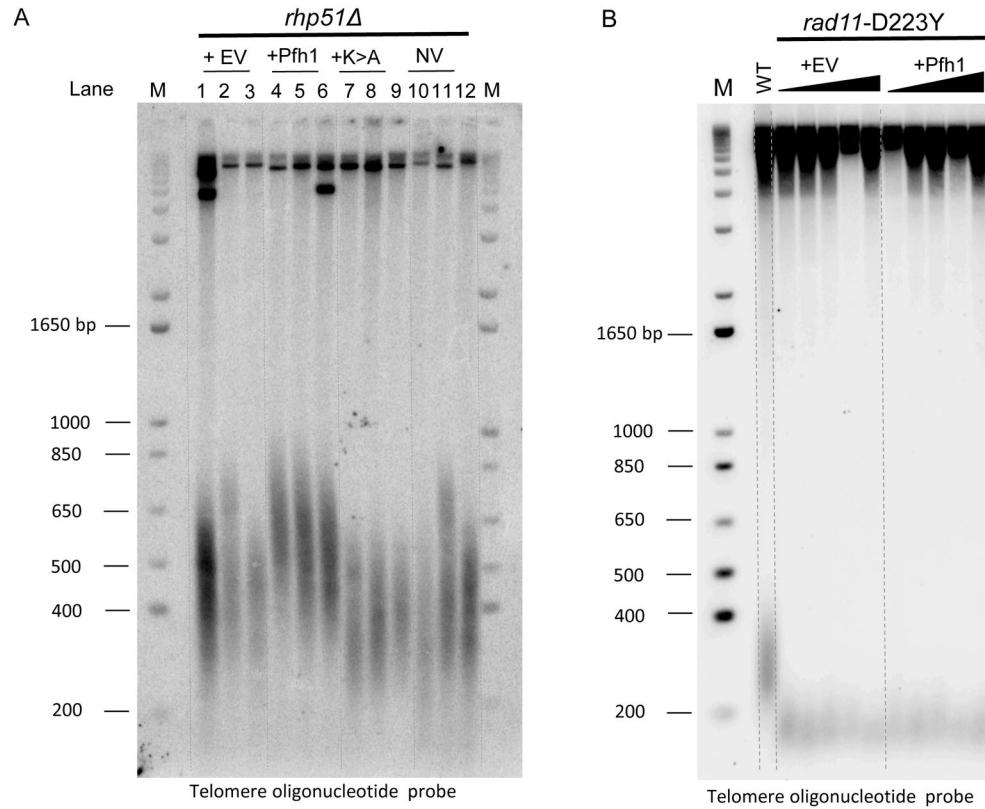 A
rhp51Δ
+ EV +Pfh1 +K>A NV
Lane M 1 2 3 4 5 6 7 8 9 10 11 12 M
1650 bp
1000
850
650
500
400
200
Telomere oligonucleotide probe
B
rad11-D223Y
+EV +Pfh1
M WT
1650 bp
1000
850
650
500
400
200
Telomere oligonucleotide probe